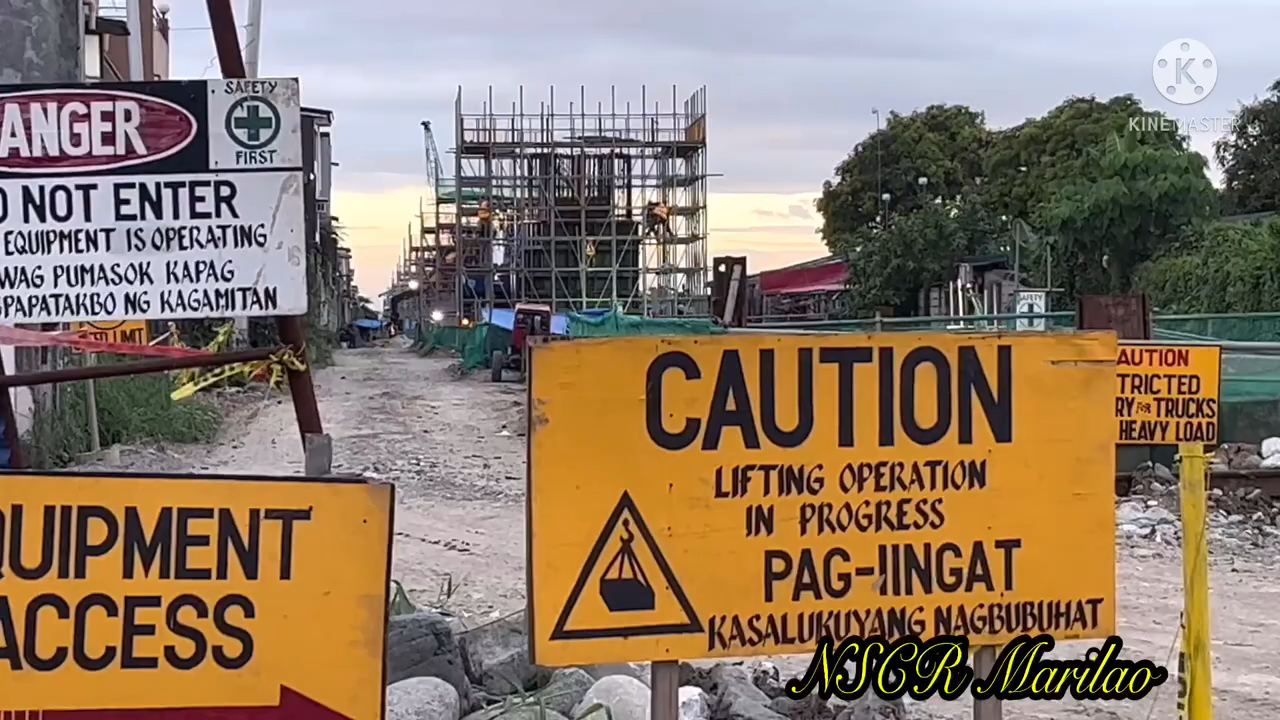 ANGER
SAFETY
FIRST
NOT ENTER
EQUIPMENT IS OPERATING
WAG PUMASOK KAPAG
PAPATAKBO NG KAGAMITAN
LIMIT
QUIPMENT
ACCESS
CAUTION
LIFTING OPERATION
IN PROGRESS
PAG-IINGAT
KASALUKUYANG NAGBUBUHAT
AUTION
TRICTED
RY FOR TRUCKS
HEAVY LOAD
SAFETY
K
KINEMASTER
NSCR Marilao